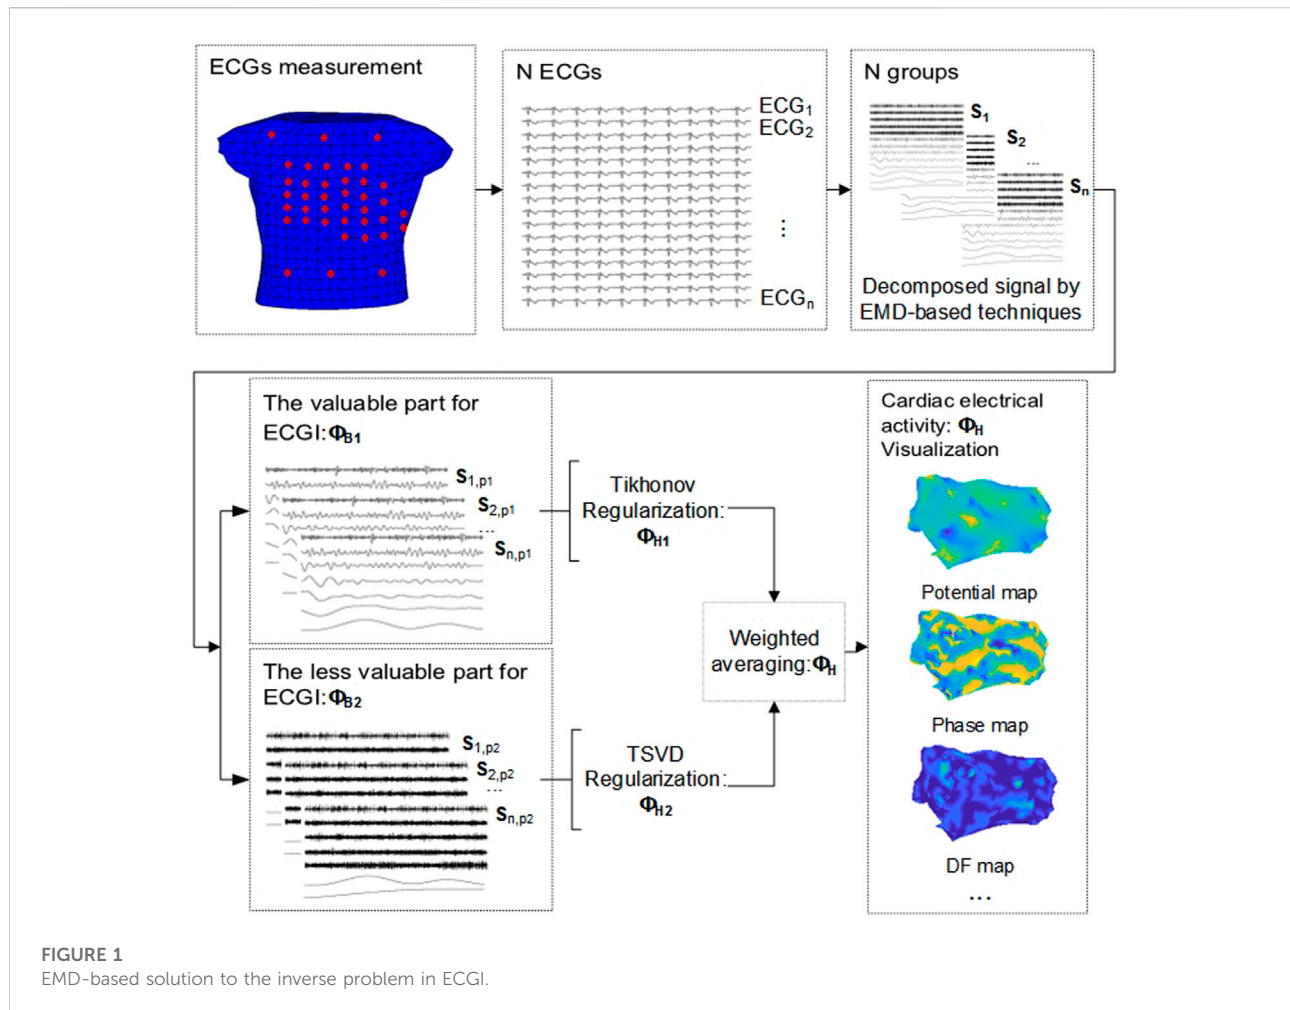 ECGs measurement
N ECGs
ECG1
ECG2
⋮
ECGn
N groups
S1
S2
...
Sn
Decomposed signal by
EMD-based techniques
The valuable part for
ECGI: ΦB1
S1,p1
S2,p1
...
Sn,p1
Tikhonov
Regularization:
ΦH1
The less valuable part for
ECGI: ΦB2
S1,p2
S2,p2
...
Sn,p2
TSVD
Regularization:
ΦH2
Weighted
averaging: ΦH
Cardiac electrical
activity: ΦH
Visualization
Potential map
Phase map
DF map
...
FIGURE 1
EMD-based solution to the inverse problem in ECGI.